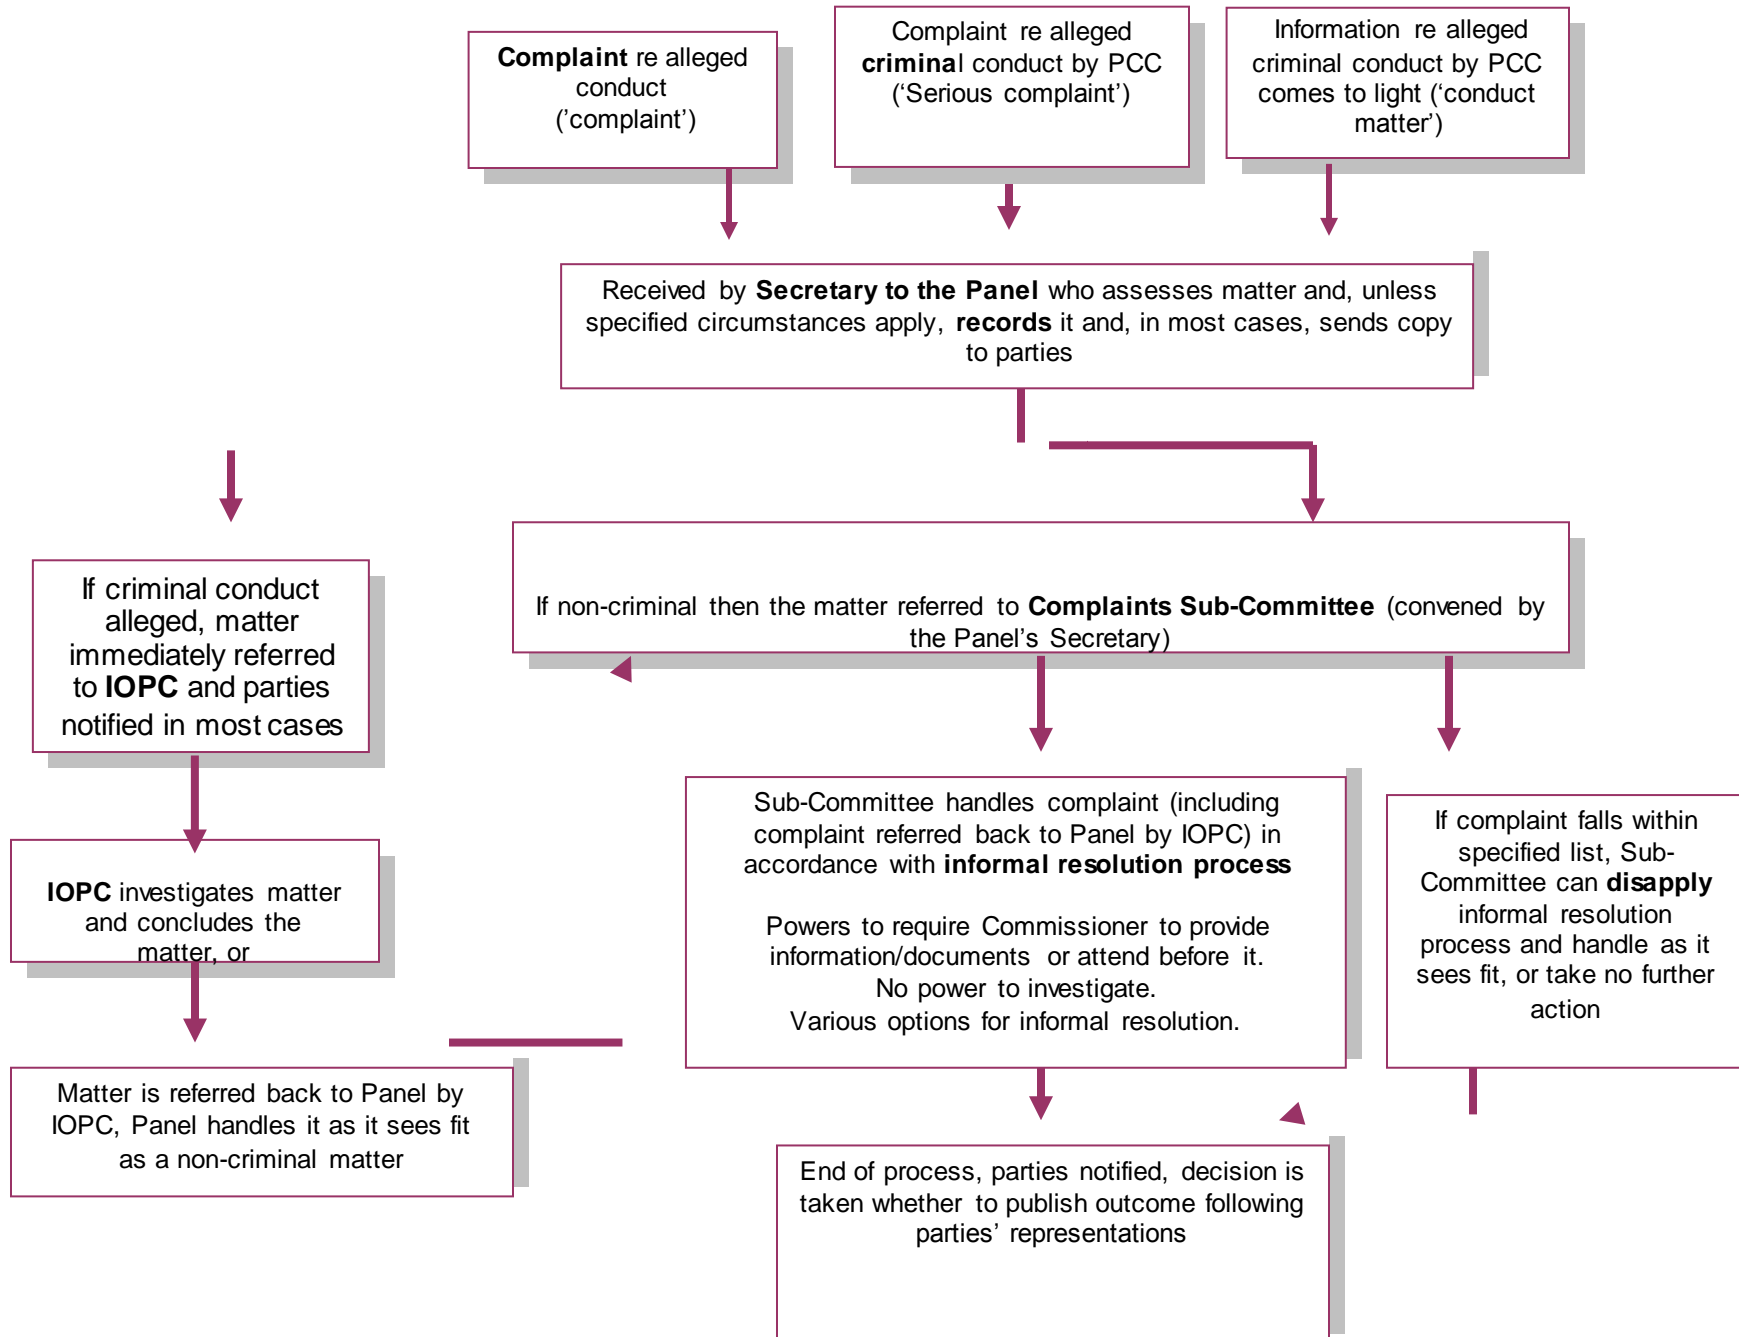 Complaint re alleged
conduct
('complaint')
Complaint re alleged
criminal conduct by PCC
(‘Serious complaint’)
Information re alleged
criminal conduct by PCC
comes to light (‘conduct
matter’)
Received by Secretary to the Panel who assesses matter and, unless
specified circumstances apply, records it and, in most cases, sends copy
to parties
If criminal conduct
alleged, matter
immediately referred
to IOPC and parties
notified in most cases
If non-criminal then the matter referred to Complaints Sub-Committee (convened by
the Panel’s Secretary)
IOPC investigates matter
and concludes the
matter, or
Sub-Committee handles complaint (including
complaint referred back to Panel by IOPC) in
accordance with informal resolution process
Powers to require Commissioner to provide
information/documents or attend before it.
No power to investigate.
Various options for informal resolution.
If complaint falls within
specified list, Sub-
Committee can disapply
informal resolution
process and handle as it
sees fit, or take no further
action
Matter is referred back to Panel by
IOPC, Panel handles it as it sees fit
as a non-criminal matter
End of process, parties notified, decision is
taken whether to publish outcome following
parties’ representations